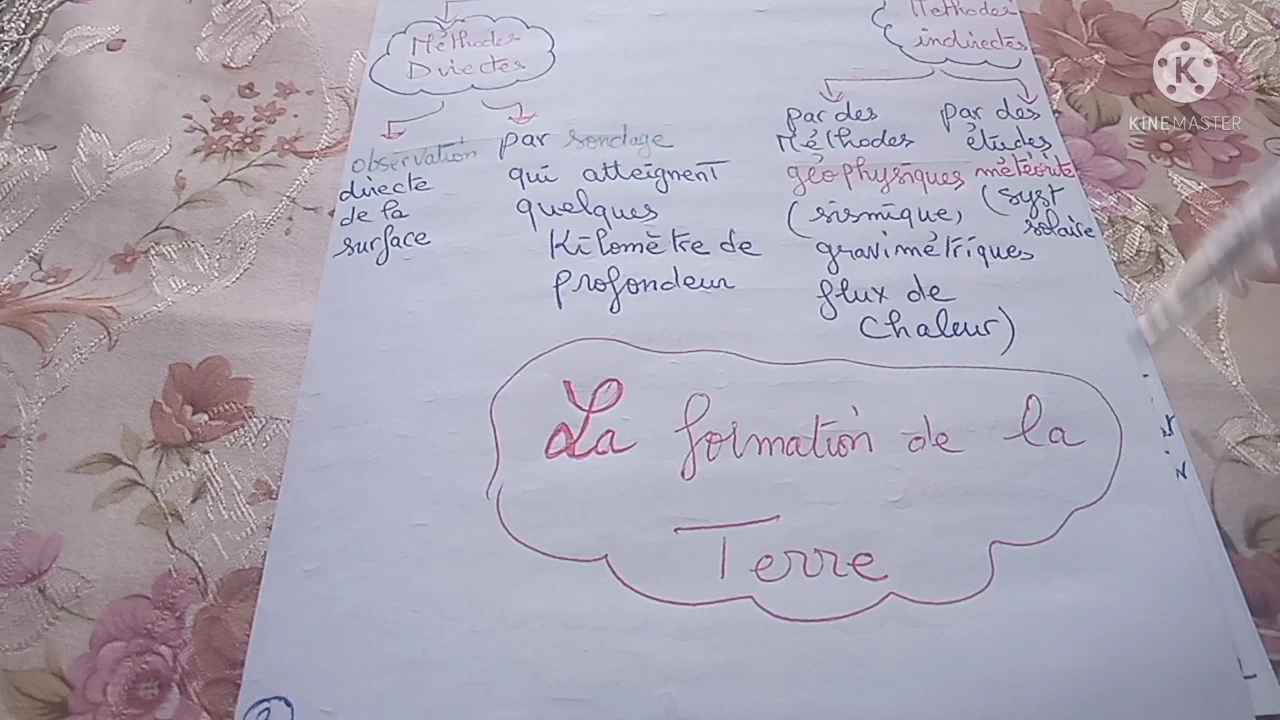 Méthodes
Directes
observation
directe
de la
surface
par sondage
qui atteignent
quelques
Kilomètre de
profondeur
Méthodes
indirectes
par des
Méthodes
géophysiques
(sismique,
gravimétriques
flux de
chaleur)
par des
études
météorite
(syst
solaire
La formation de la
Terre
KINEMASTER